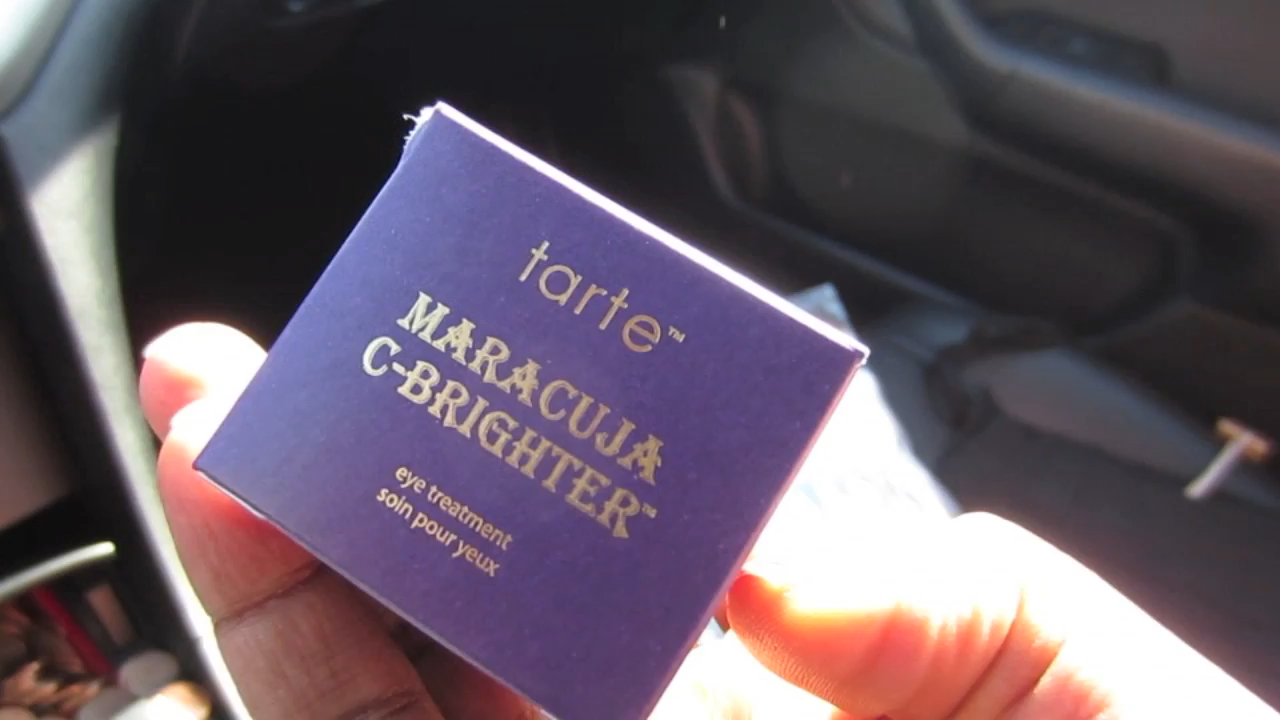 tarte™
MARACUJA
C-BRIGHTER™
eye treatment
soin pour yeux